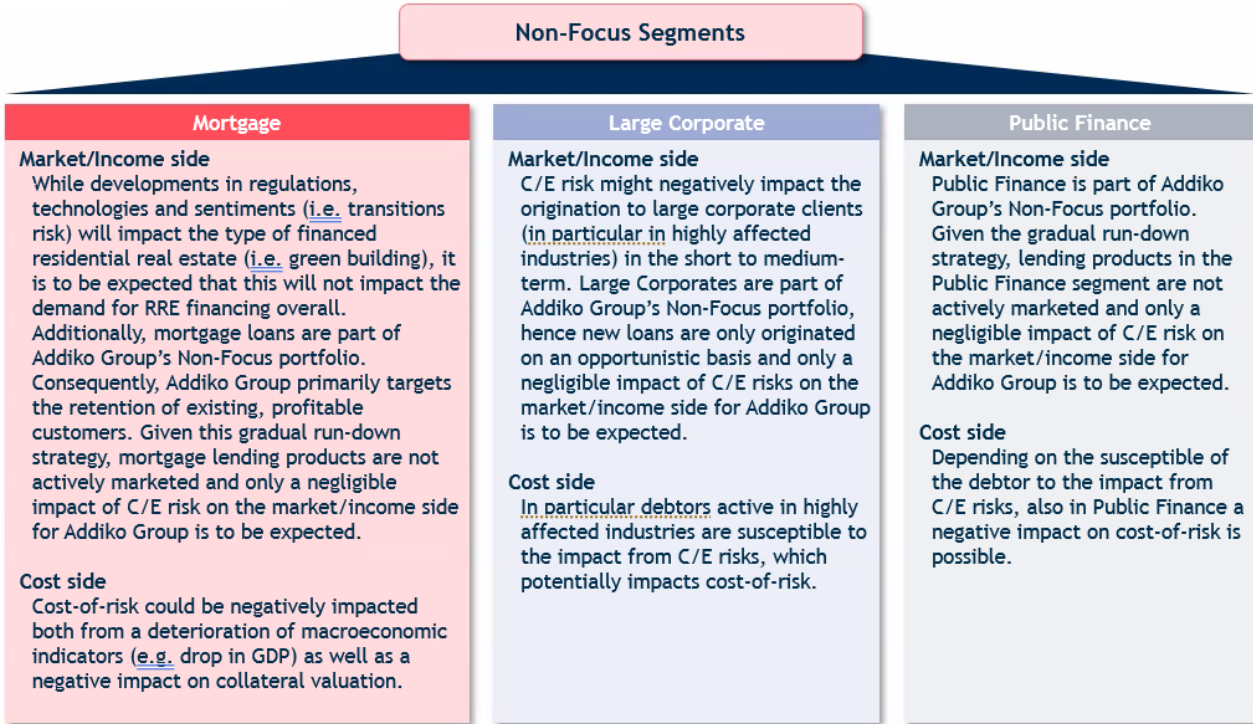 Non-Focus Segments
Mortgage
Market/Income side
While developments in regulations,
technologies and sentiments (i.e. transitions
risk) will impact the type of financed
residential real estate (i.e. green building), it
is to be expected that this will not impact the
demand for RRE financing overall.
Additionally, mortgage loans are part of
Addiko Group's Non-Focus portfolio.
Consequently, Addiko Group primarily targets
the retention of existing, profitable
customers. Given this gradual run-down
strategy, mortgage lending products are not
actively marketed and only a negligible
impact of C/E risk on the market/income side
for Addiko Group is to be expected.
Cost side
Cost-of-risk could be negatively impacted
both from a deterioration of macroeconomic
indicators (e.g. drop in GDP) as well as a
negative impact on collateral valuation.
Large Corporate
Market/Income side
C/E risk might negatively impact the
origination to large corporate clients
(in particular in highly affected
industries) in the short to medium-
term. Large Corporates are part of
Addiko Group's Non-Focus portfolio,
hence new loans are only originated
on an opportunistic basis and only a
negligible impact of C/E risks on the
market/income side for Addiko Group
is to be expected.
Cost side
In particular debtors active in highly
affected industries are susceptible to
the impact from C/E risks, which
potentially impacts cost-of-risk.
Public Finance
Market/Income side
Public Finance is part of Addiko
Group's Non-Focus portfolio.
Given the gradual run-down
strategy, lending products in the
Public Finance segment are not
actively marketed and only a
negligible impact of C/E risk on
the market/income side for
Addiko Group is to be expected.
Cost side
Depending on the susceptible of
the debtor to the impact from
C/E risks, also in Public Finance a
negative impact on cost-of-risk is
possible.